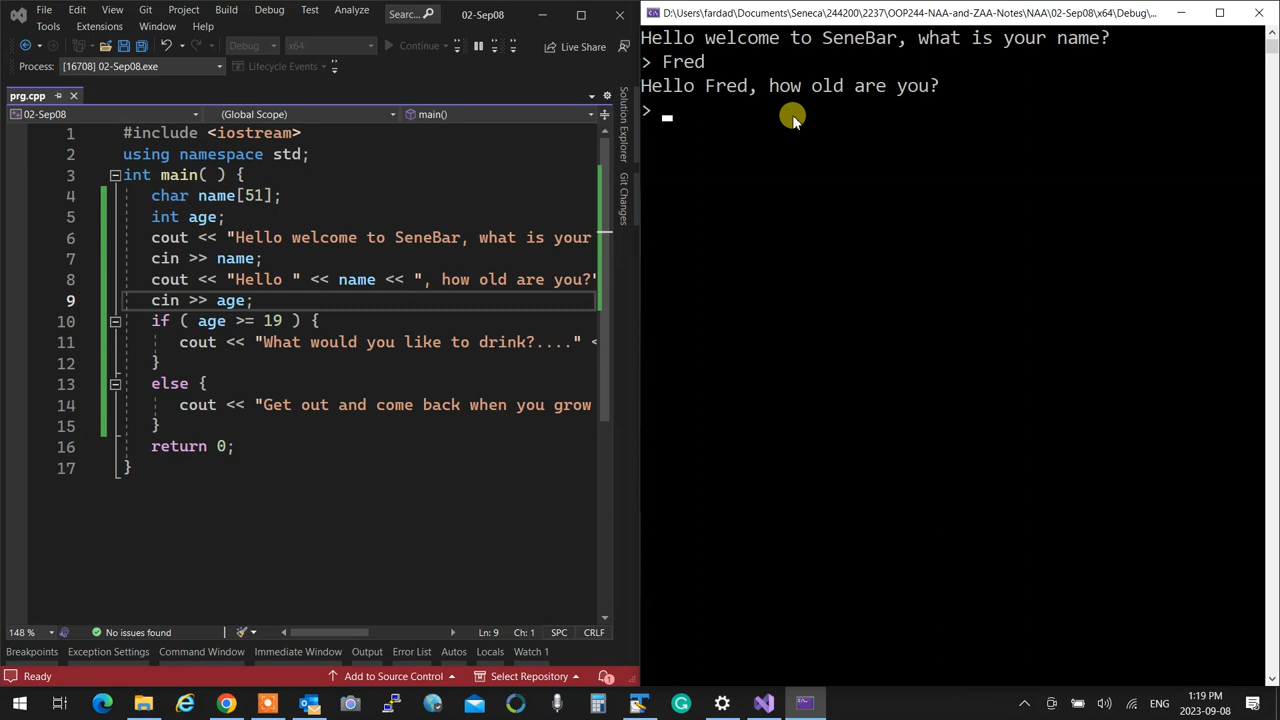 File Edit View Git Project Build Debug Test Analyze Searc... 02-Sep08
Tools Extensions Window Help
Debug x64 Continue Live Share
Process: [16708] 02-Sep08.exe Lifecycle Events
prg.cpp
02-Sep08 (Global Scope) main()
1 #include <iostream>
2 using namespace std;
3 int main( ) {
4 char name[51];
5 int age;
6 cout << "Hello welcome to SeneBar, what is your
7 cin >> name;
8 cout << "Hello " << name << ", how old are you?"
9 cin >> age;
10 if ( age >= 19 ) {
11 cout << "What would you like to drink?...." <
12 }
13 else {
14 cout << "Get out and come back when you grow
15 }
16 return 0;
17 }
Solution Explorer
Git Changes
148 % No issues found Ln: 9 Ch: 1 SPC CRLF
Breakpoints Exception Settings Command Window Immediate Window Output Error List Autos Locals Watch 1
Ready Add to Source Control Select Repository 1
D:\Users\fardad\Documents\Seneca\244200\2237\OOP244-NAA-and-ZAA-Notes\NAA\02-Sep08\x64\Debug\...
Hello welcome to SeneBar, what is your name?
> Fred
Hello Fred, how old are you?
>
ENG 1:19 PM
2023-09-08